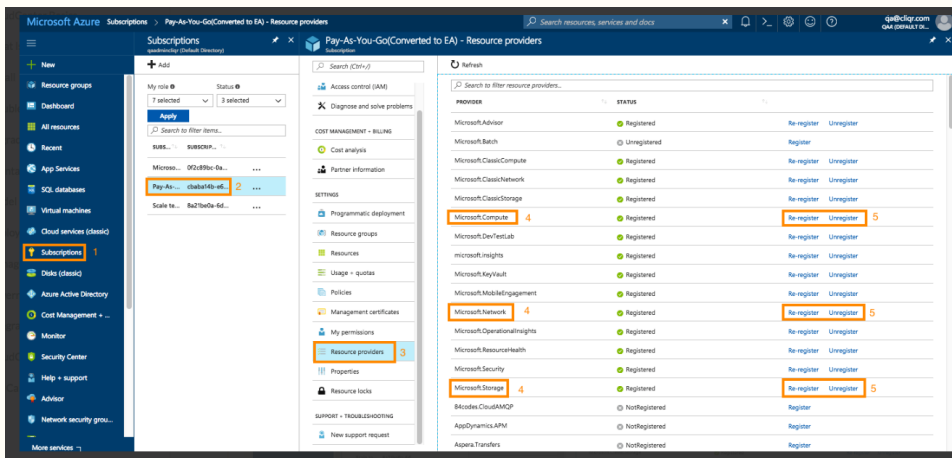 Microsoft Azure Subscriptions > Pay-As-You-Go(Converted to EA) - Resource providers
Search resources, services and docs
qa@cliqr.com
QAA (DEFAULT DI...
New
Resource groups
Dashboard
All resources
Recent
App Services
SQL databases
Virtual machines
Cloud services (classic)
Subscriptions 1
Disks (classic)
Azure Active Directory
Cost Management + ...
Monitor
Security Center
Help + support
Advisor
Network security grou...
More services
Subscriptions
qaadmincliqr (Default Directory)
Add
My role Status
7 selected 3 selected
Apply
Search to filter items...
SUBS... SUBSCRIP...
Microso... 0f2c89bc-0a... ...
Pay-As-... cbaba14b-e6... 2 ...
Scale te... 8a21be0a-6d... ...
Pay-As-You-Go(Converted to EA) - Resource providers
Subscription
Search (Ctrl+/)
Access control (IAM)
Diagnose and solve problems
COST MANAGEMENT + BILLING
Cost analysis
Partner information
SETTINGS
Programmatic deployment
Resource groups
Resources
Usage + quotas
Policies
Management certificates
My permissions
Resource providers 3
Properties
Resource locks
SUPPORT + TROUBLESHOOTING
New support request
Refresh
Search to filter resource providers...
PROVIDER STATUS
Microsoft.Advisor Registered Re-register Unregister
Microsoft.Batch Unregistered Register
Microsoft.ClassicCompute Registered Re-register Unregister
Microsoft.ClassicNetwork Registered Re-register Unregister
Microsoft.ClassicStorage Registered Re-register Unregister
Microsoft.Compute 4 Registered Re-register Unregister 5
Microsoft.DevTestLab Registered Re-register Unregister
microsoft.insights Registered Re-register Unregister
Microsoft.KeyVault Registered Re-register Unregister
Microsoft.MobileEngagement Registered Re-register Unregister
Microsoft.Network 4 Registered Re-register Unregister 5
Microsoft.OperationalInsights Registered Re-register Unregister
Microsoft.ResourceHealth Registered Re-register Unregister
Microsoft.Security Registered Re-register Unregister
Microsoft.Storage 4 Registered Re-register Unregister 5
84codes.CloudAMQP NotRegistered Register
AppDynamics.APM NotRegistered Register
Aspera.Transfers NotRegistered Register